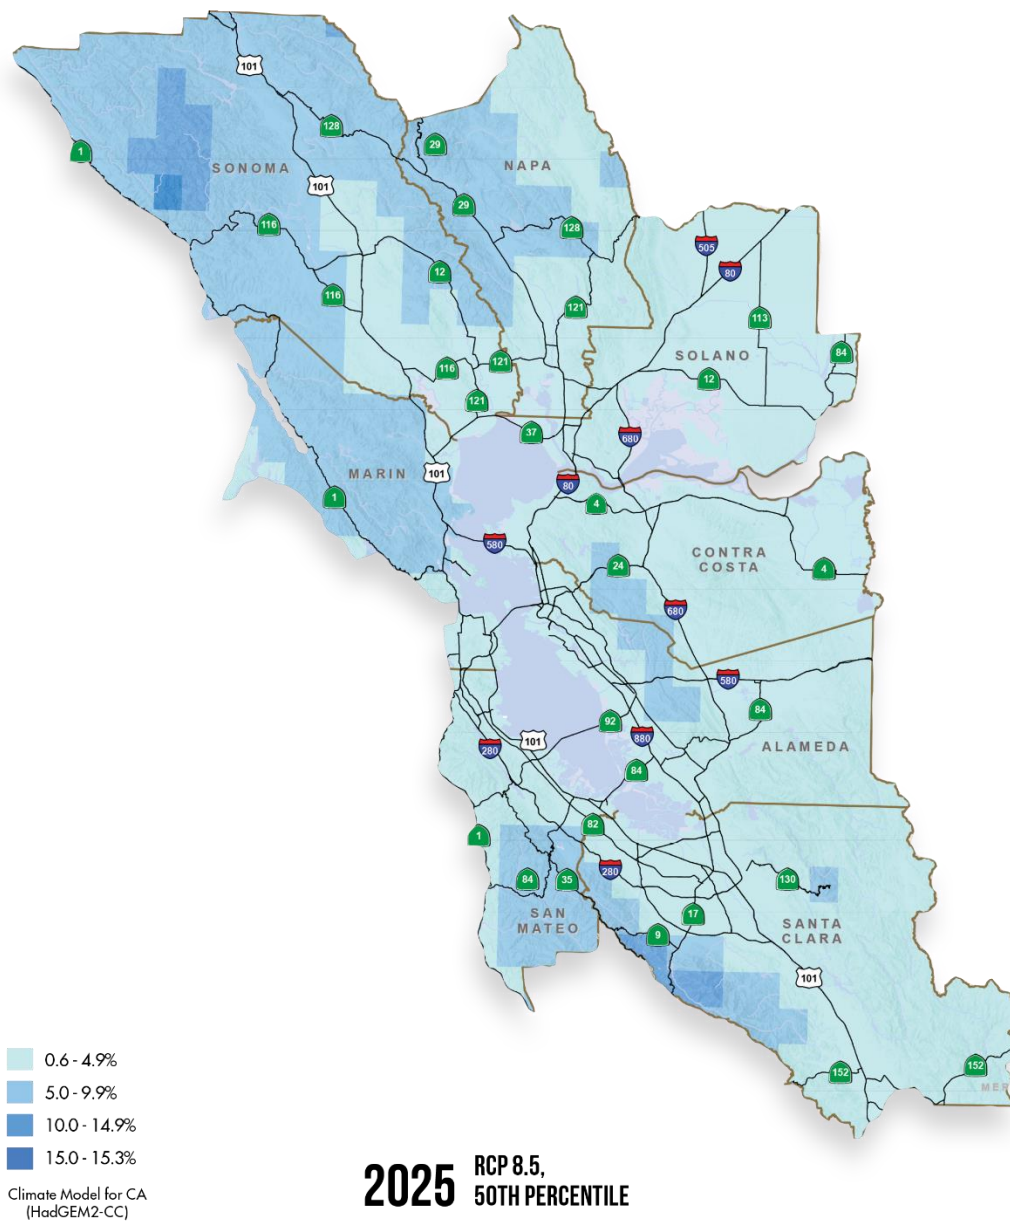 101
128
1
29
SONOMA
NAPA
101
29
116
128
505
80
12
116
121
113
SOLANO
84
116
121
12
121
37
680
MARIN
101
80
1
4
580
CONTRA
COSTA
24
4
680
580
84
92
101
880
280
ALAMEDA
84
82
1
280
84
35
130
SAN
MATEO
17
SANTA
CLARA
9
101
152
152
MER
0.6 - 4.9%
5.0 - 9.9%
10.0 - 14.9%
15.0 - 15.3%
Climate Model for CA
(HadGEM2-CC)
2025
RCP 8.5,
50TH PERCENTILE